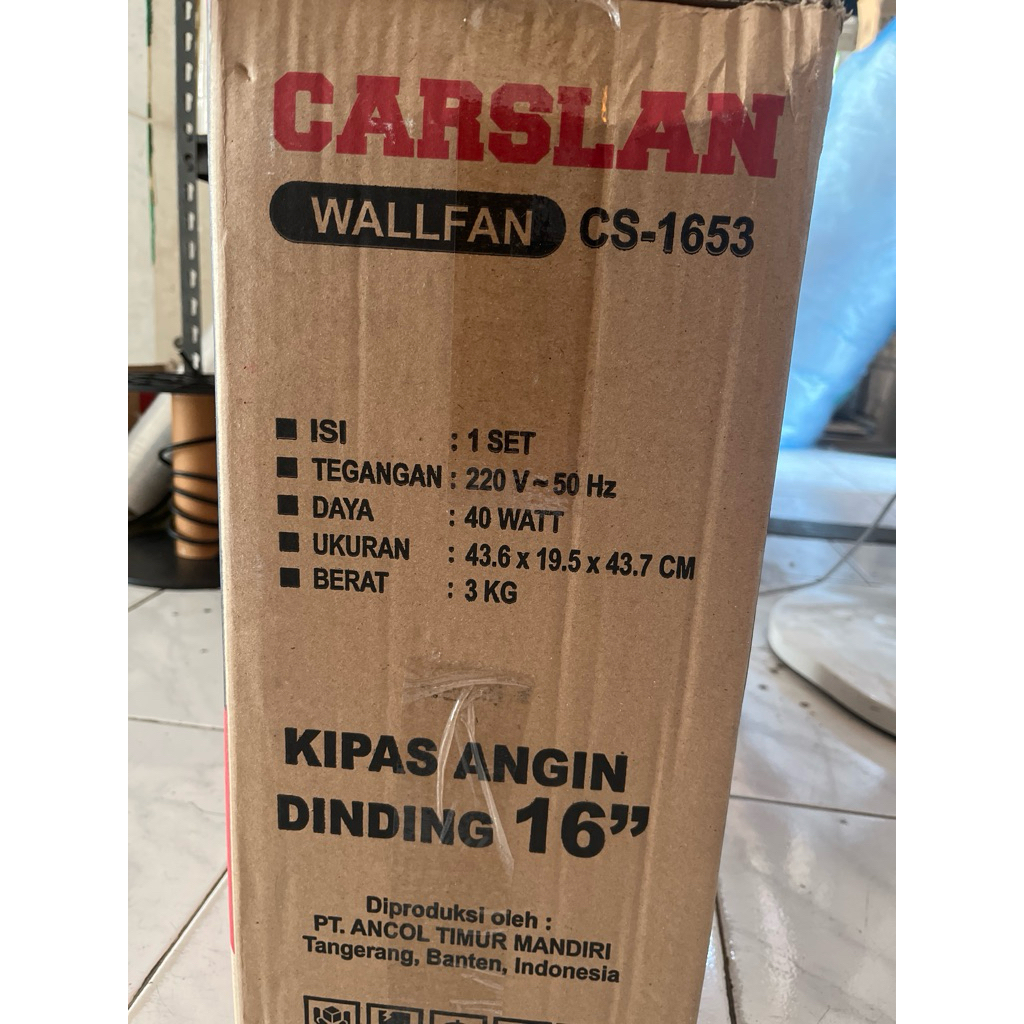 CARSLAN
WALLFAN CS-1653
ISI : 1 SET
TEGANGAN : 220 V ~ 50 Hz
DAYA : 40 WATT
UKURAN : 43.6 x 19.5 x 43.7 CM
BERAT : 3 KG
KIPAS ANGIN
DINDING 16”
Diproduksi oleh :
PT. ANCOL TIMUR MANDIRI
Tangerang, Banten, Indonesia